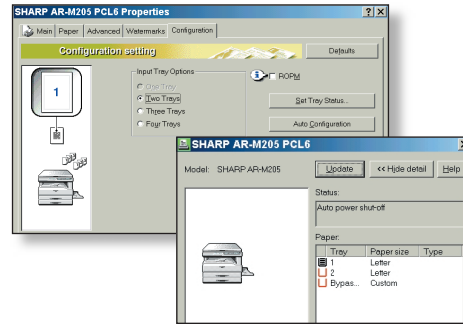 SHARP AR-M205 PCL6 Properties
Main Paper Advanced Watermarks Configuration
Configuration setting
Defaults
Input Tray Options
One Tray
Two Trays
Three Trays
Four Trays
ROPM
Set Tray Status...
Auto Configuration
1
SHARP AR-M205 PCL6
Model: SHARP AR-M205
Update << Hide detail Help
Status:
Auto power shut-off
Paper:
Tray Paper size Type
1 Letter
2 Letter
Bypas... Custom